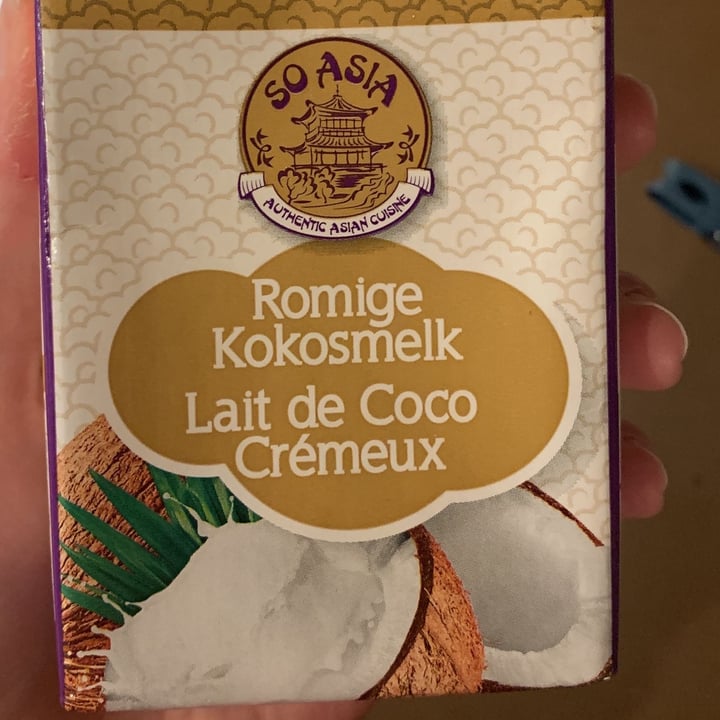 SO ASIA
AUTHENTIC ASIAN CUISINE
Romige
Kokosmelk
Lait de Coco
Crémeux